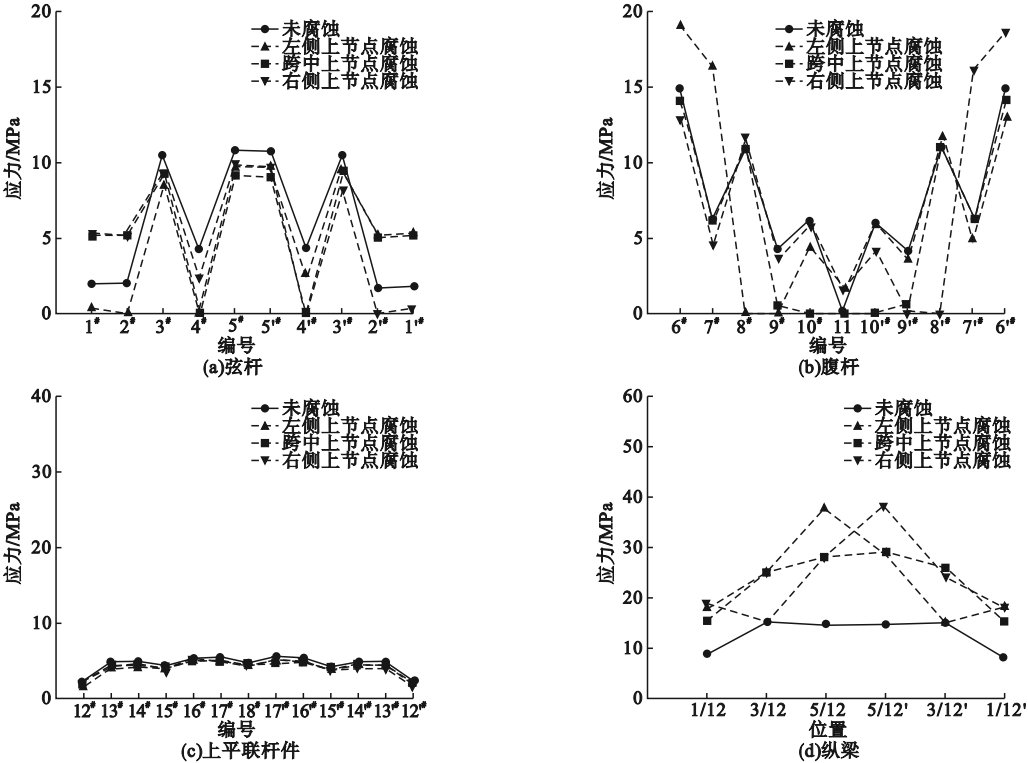 20
15
10
5
0
应力/MPa
未腐蚀
左侧上节点腐蚀
跨中上节点腐蚀
右侧上节点腐蚀
1# 2# 3# 4# 5# 5'# 4'# 3'# 2'# 1'#
编号
(a)弦杆
20
15
10
5
0
应力/MPa
未腐蚀
左侧上节点腐蚀
跨中上节点腐蚀
右侧上节点腐蚀
6# 7# 8# 9# 10# 11 10'# 9'# 8'# 7'# 6'#
编号
(b)腹杆
40
30
20
10
0
应力/MPa
未腐蚀
左侧上节点腐蚀
跨中上节点腐蚀
右侧上节点腐蚀
12# 13# 14# 15# 16# 17# 18# 17'# 16'# 15'# 14'# 13'# 12'#
编号
(c)上平联杆件
60
50
40
30
20
10
0
应力/MPa
未腐蚀
左侧上节点腐蚀
跨中上节点腐蚀
右侧上节点腐蚀
1/12 3/12 5/12 5/12' 3/12' 1/12'
位置
(d)纵梁